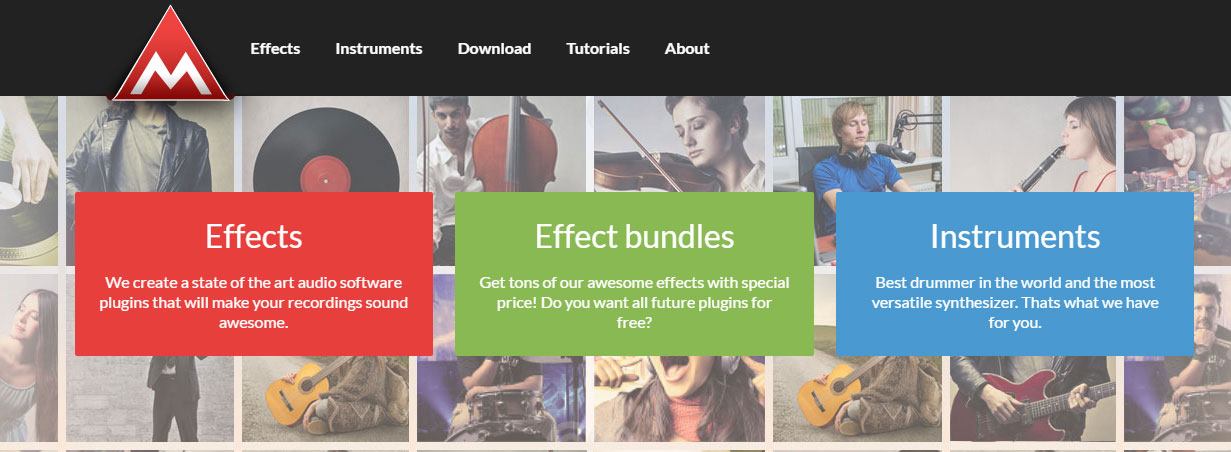 Effects Instruments Download Tutorials About
Effects
We create a state of the art audio software
plugins that will make your recordings sound
awesome.
Effect bundles
Get tons of our awesome effects with special
price! Do you want all future plugins for
free?
Instruments
Best drummer in the world and the most
versatile synthesizer. Thats what we have
for you.